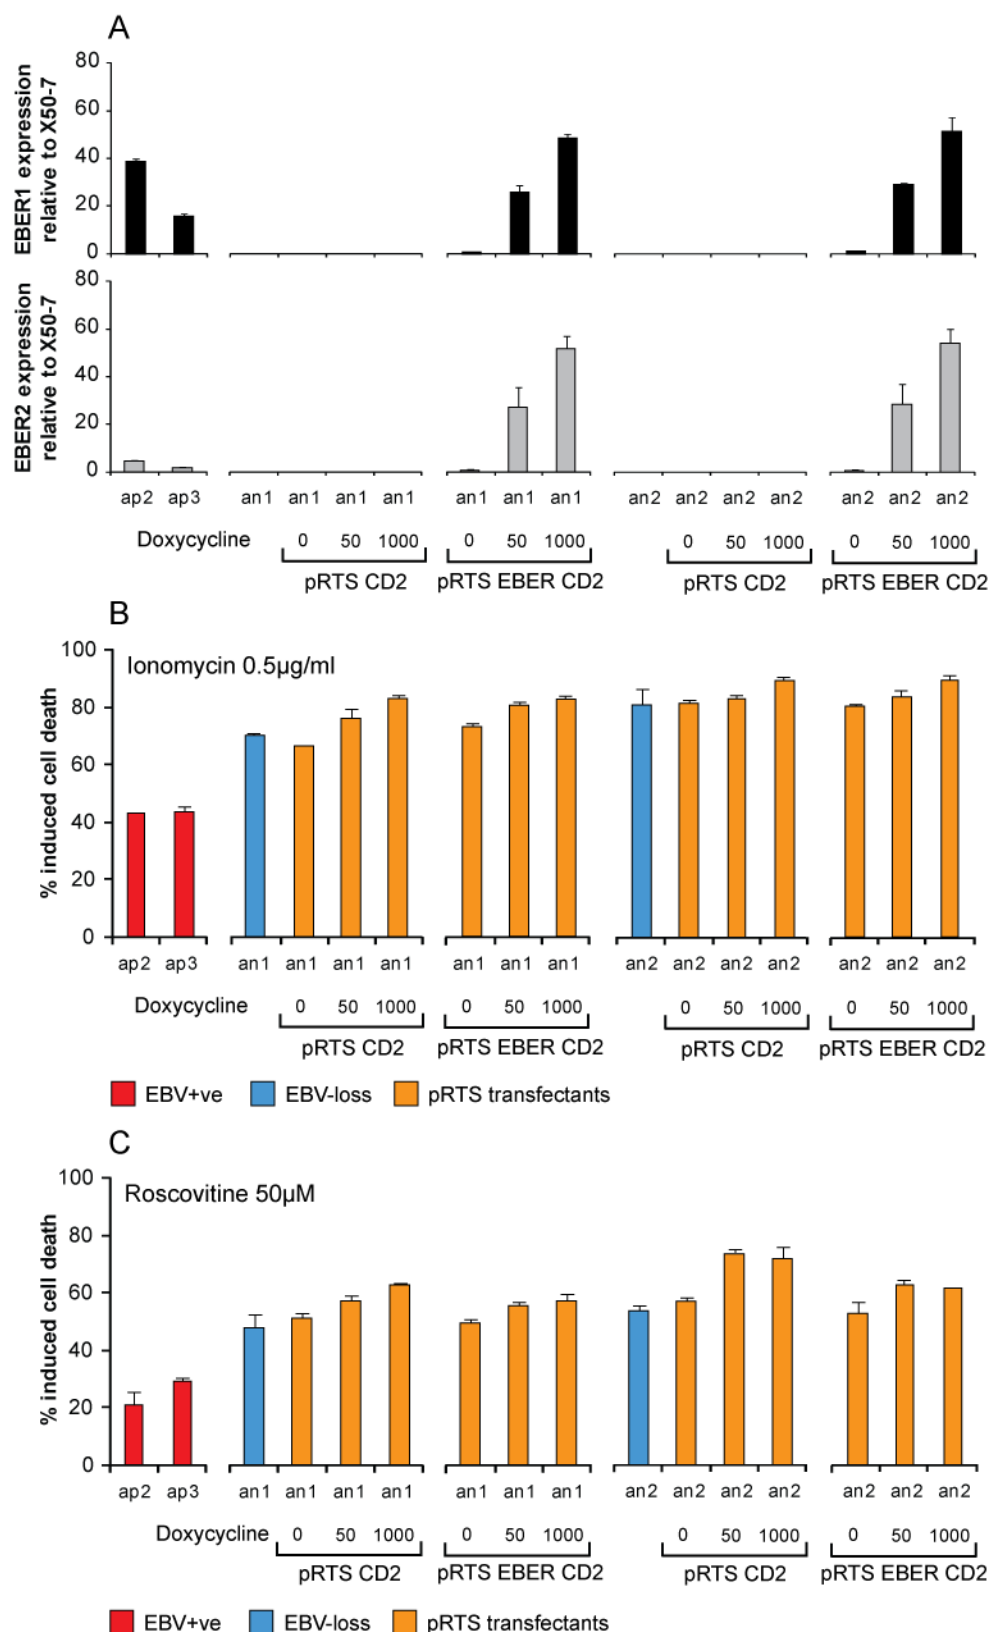 A
EBER1 expression
relative to X50-7
80
60
40
20
0
EBER2 expression
relative to X50-7
80
60
40
20
0
ap2 ap3 an1 an1 an1 an1 an1 an1 an1 an2 an2 an2 an2 an2 an2 an2
Doxycycline 0 50 1000 0 50 1000 0 50 1000 0 50 1000
pRTS CD2 pRTS EBER CD2 pRTS CD2 pRTS EBER CD2
B
Ionomycin 0.5µg/ml
% induced cell death
100
80
60
40
20
0
ap2 ap3 an1 an1 an1 an1 an1 an1 an1 an2 an2 an2 an2 an2 an2 an2
Doxycycline 0 50 1000 0 50 1000 0 50 1000 0 50 1000
pRTS CD2 pRTS EBER CD2 pRTS CD2 pRTS EBER CD2
EBV+ve EBV-loss pRTS transfectants
C
Roscovitine 50µM
% induced cell death
100
80
60
40
20
0
ap2 ap3 an1 an1 an1 an1 an1 an1 an1 an2 an2 an2 an2 an2 an2 an2
Doxycycline 0 50 1000 0 50 1000 0 50 1000 0 50 1000
pRTS CD2 pRTS EBER CD2 pRTS CD2 pRTS EBER CD2
EBV+ve EBV-loss pRTS transfectants